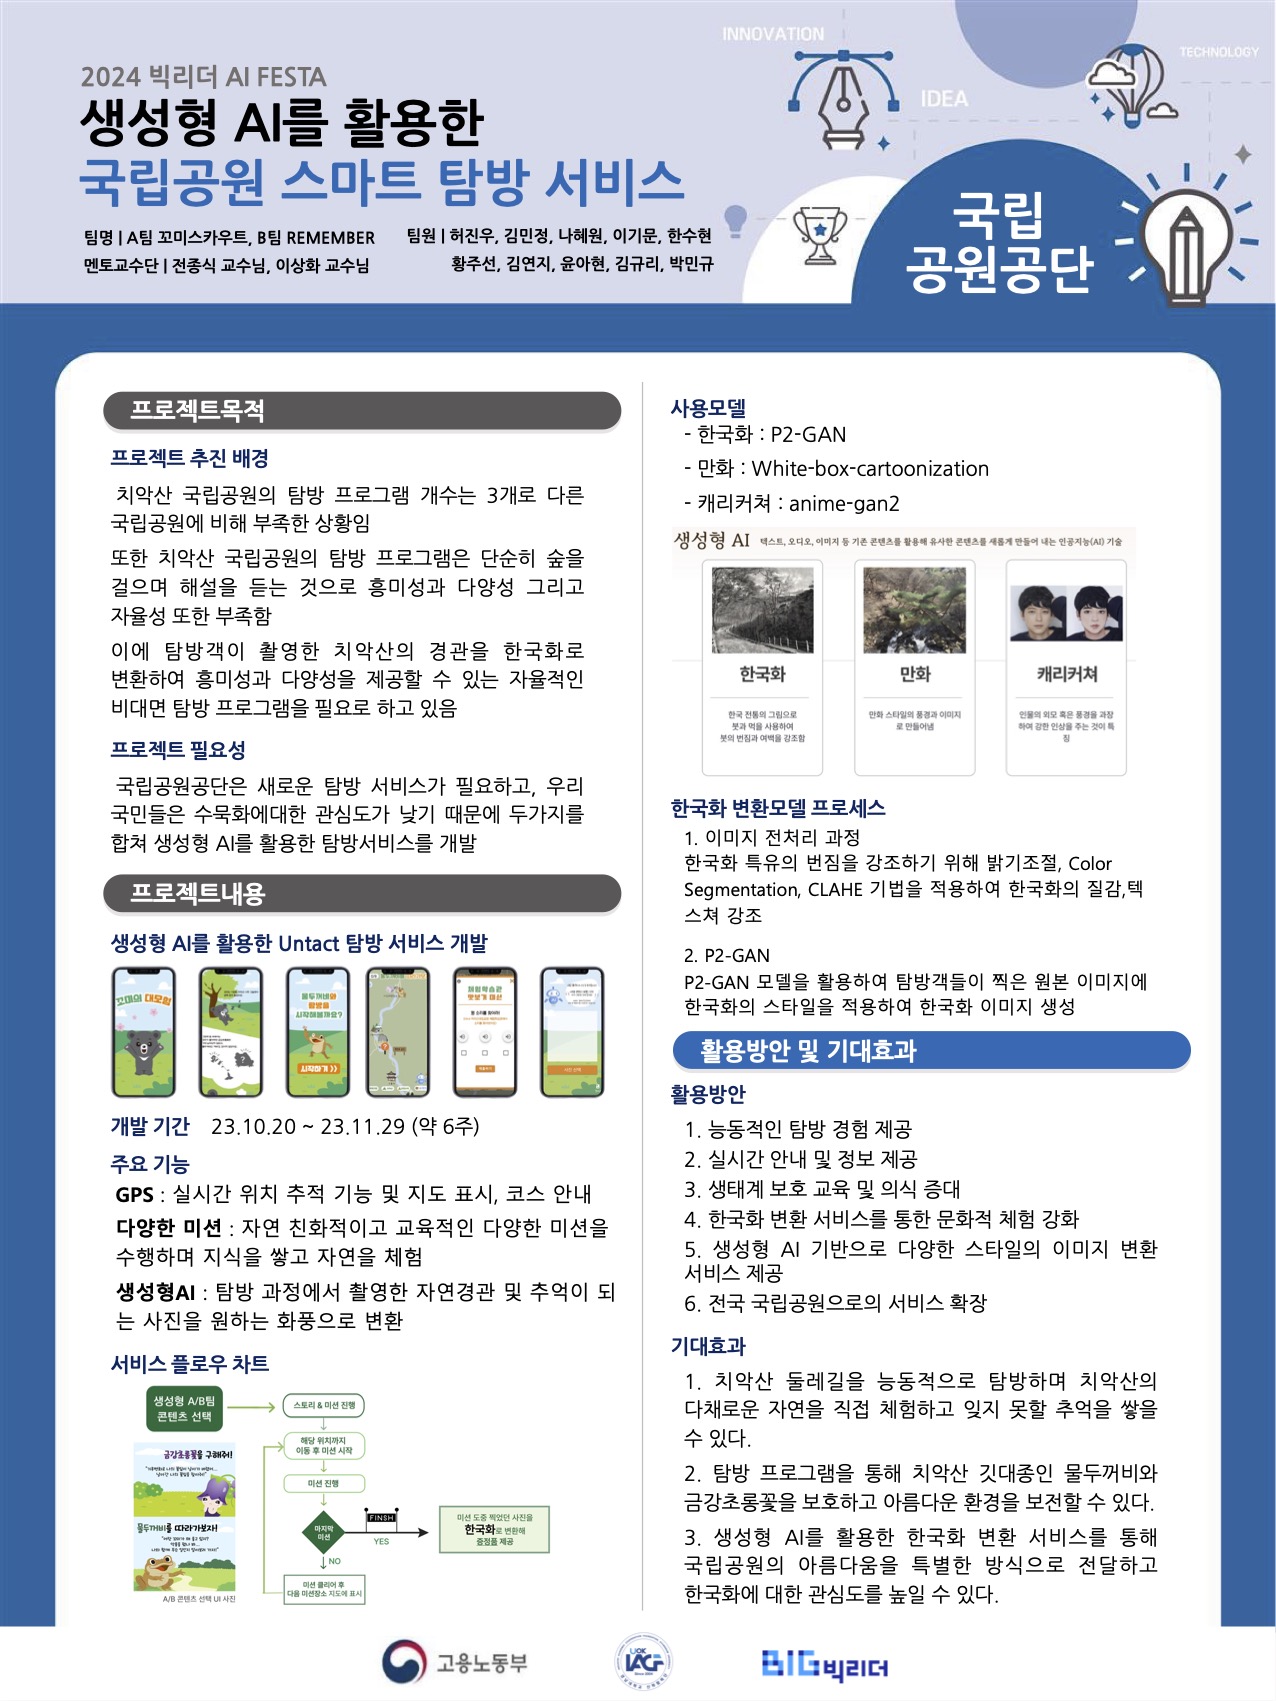 INNOVATION
TECHNOLOGY
IDEA
2024 빅리더 AI FESTA
생성형 AI를 활용한
국립공원 스마트 탐방 서비스
팀명 | A팀 꼬미스카우트, B팀 REMEMBER
팀원 | 허진우, 김민정, 나혜원, 이기문, 한수현
멘토교수단 | 전종식 교수님, 이상화 교수님
황주선, 김연지, 윤아현, 김규리, 박민규
국립
공원공단
프로젝트목적
프로젝트 추진 배경
치악산 국립공원의 탐방 프로그램 개수는 3개로 다른
국립공원에 비해 부족한 상황임
또한 치악산 국립공원의 탐방 프로그램은 단순히 숲을
걸으며 해설을 듣는 것으로 흥미성과 다양성 그리고
자율성 또한 부족함
이에 탐방객이 촬영한 치악산의 경관을 한국화로
변환하여 흥미성과 다양성을 제공할 수 있는 자율적인
비대면 탐방 프로그램을 필요로 하고 있음
프로젝트 필요성
국립공원공단은 새로운 탐방 서비스가 필요하고, 우리
국민들은 수묵화에대한 관심도가 낮기 때문에 두가지를
합쳐 생성형 AI를 활용한 탐방서비스를 개발
프로젝트내용
생성형 AI를 활용한 Untact 탐방 서비스 개발
꼬미의 대모험
물두꺼비와
탐방을
시작해볼까요?
시작하기 >>
체험학습관
맛보기 미션
개발 기간 23.10.20 ~ 23.11.29 (약 6주)
주요 기능
GPS : 실시간 위치 추적 기능 및 지도 표시, 코스 안내
다양한 미션 : 자연 친화적이고 교육적인 다양한 미션을
수행하며 지식을 쌓고 자연을 체험
생성형AI : 탐방 과정에서 촬영한 자연경관 및 추억이 되
는 사진을 원하는 화풍으로 변환
서비스 플로우 차트
생성형 A/B팀
콘텐츠 선택
스토리 & 미션 진행
해당 위치까지
이동 후 미션 시작
미션 진행
마지막
미션
FINSH
YES
NO
미션 도중 찍었던 사진을
한국화로 변환해
증정품 제공
미션 클리어 후
다음 미션장소 지도에 표시
금강초롱꽃을 구해줘!
물두꺼비를 따라가보자!
A/B 콘텐츠 선택 UI 사진
사용모델
- 한국화 : P2-GAN
- 만화 : White-box-cartoonization
- 캐리커쳐 : anime-gan2
생성형 AI 텍스트, 오디오, 이미지 등 기존 콘텐츠를 활용해 유사한 콘텐츠를 새롭게 만들어 내는 인공지능(AI) 기술
한국화
한국 전통의 그림으로
붓과 먹을 사용하여
붓의 번짐과 여백을 강조함
만화
만화 스타일의 풍경과 이미지
로 만들어냄
캐리커쳐
인물의 외모 혹은 풍경을 과장
하여 강한 인상을 주는 것이 특
징
한국화 변환모델 프로세스
1. 이미지 전처리 과정
한국화 특유의 번짐을 강조하기 위해 밝기조절, Color
Segmentation, CLAHE 기법을 적용하여 한국화의 질감,텍
스쳐 강조
2. P2-GAN
P2-GAN 모델을 활용하여 탐방객들이 찍은 원본 이미지에
한국화의 스타일을 적용하여 한국화 이미지 생성
활용방안 및 기대효과
활용방안
1. 능동적인 탐방 경험 제공
2. 실시간 안내 및 정보 제공
3. 생태계 보호 교육 및 의식 증대
4. 한국화 변환 서비스를 통한 문화적 체험 강화
5. 생성형 AI 기반으로 다양한 스타일의 이미지 변환
서비스 제공
6. 전국 국립공원으로의 서비스 확장
기대효과
1. 치악산 둘레길을 능동적으로 탐방하며 치악산의
다채로운 자연을 직접 체험하고 잊지 못할 추억을 쌓을
수 있다.
2. 탐방 프로그램을 통해 치악산 깃대종인 물두꺼비와
금강초롱꽃을 보호하고 아름다운 환경을 보전할 수 있다.
3. 생성형 AI를 활용한 한국화 변환 서비스를 통해
국립공원의 아름다움을 특별한 방식으로 전달하고
한국화에 대한 관심도를 높일 수 있다.
고용노동부
BIG 빅리더